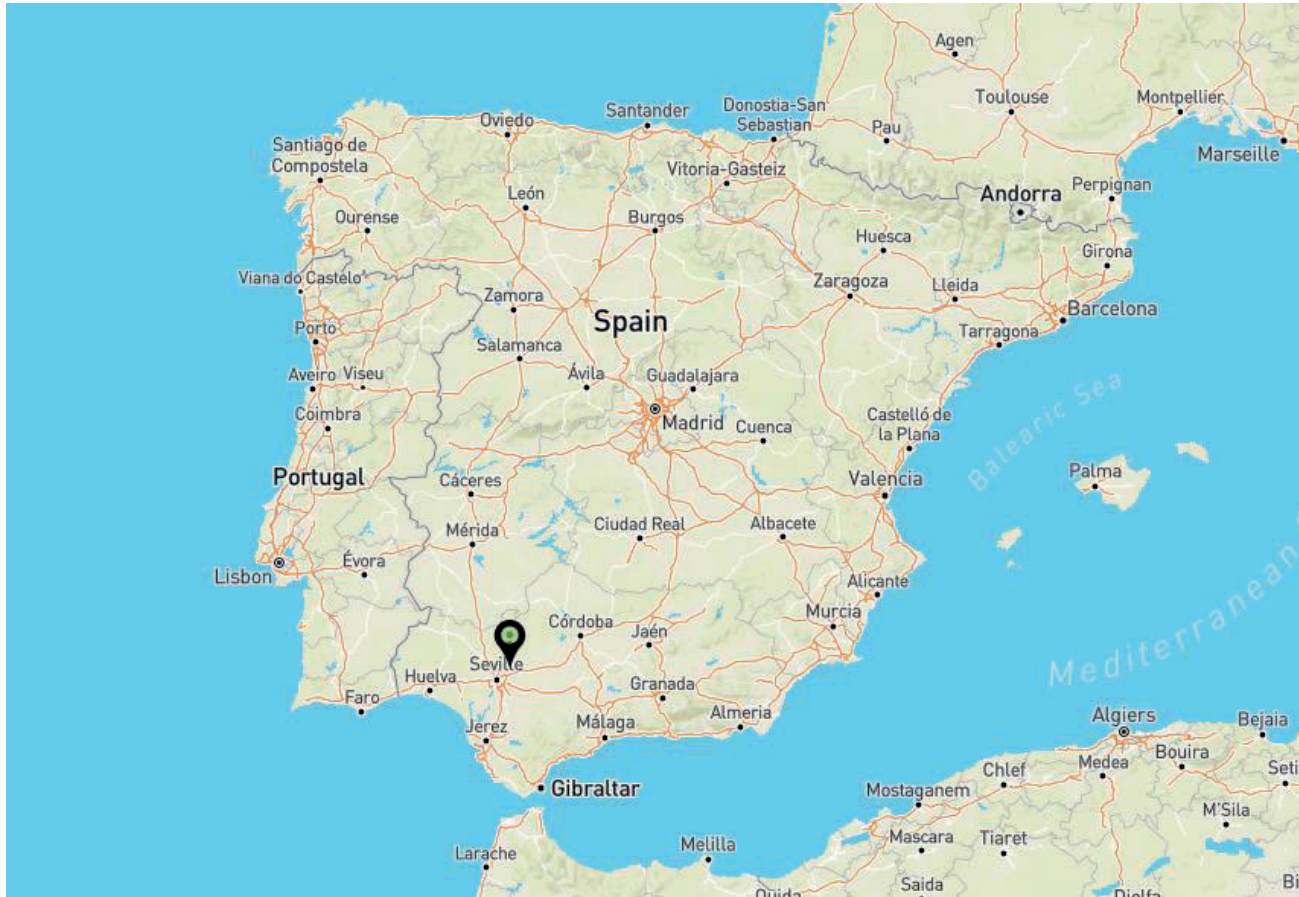 Agen
Toulouse
Montpellier
Marseille
Pau
Donostia-San
Sebastian
Santander
Oviedo
Santiago de
Compostela
Vitoria-Gasteiz
Andorra
Perpignan
León
Burgos
Ourense
Huesca
Girona
Viana do Castelo
Zamora
Zaragoza
Lleida
Barcelona
Spain
Porto
Salamanca
Tarragona
Aveiro
Viseu
Ávila
Guadalajara
Madrid
Coimbra
Cuenca
Castelló de
la Plana
Balearic Sea
Portugal
Cáceres
Valencia
Palma
Mérida
Ciudad Real
Albacete
Lisbon
Évora
Alicante
Murcia
Córdoba
Jaén
Mediterranean
Seville
Huelva
Granada
Faro
Jerez
Málaga
Almeria
Algiers
Bejaia
Gibraltar
Chlef
Medea
Bouira
Seti
Mostaganem
M'Sila
Larache
Melilla
Mascara
Tiaret
Saida
Bi